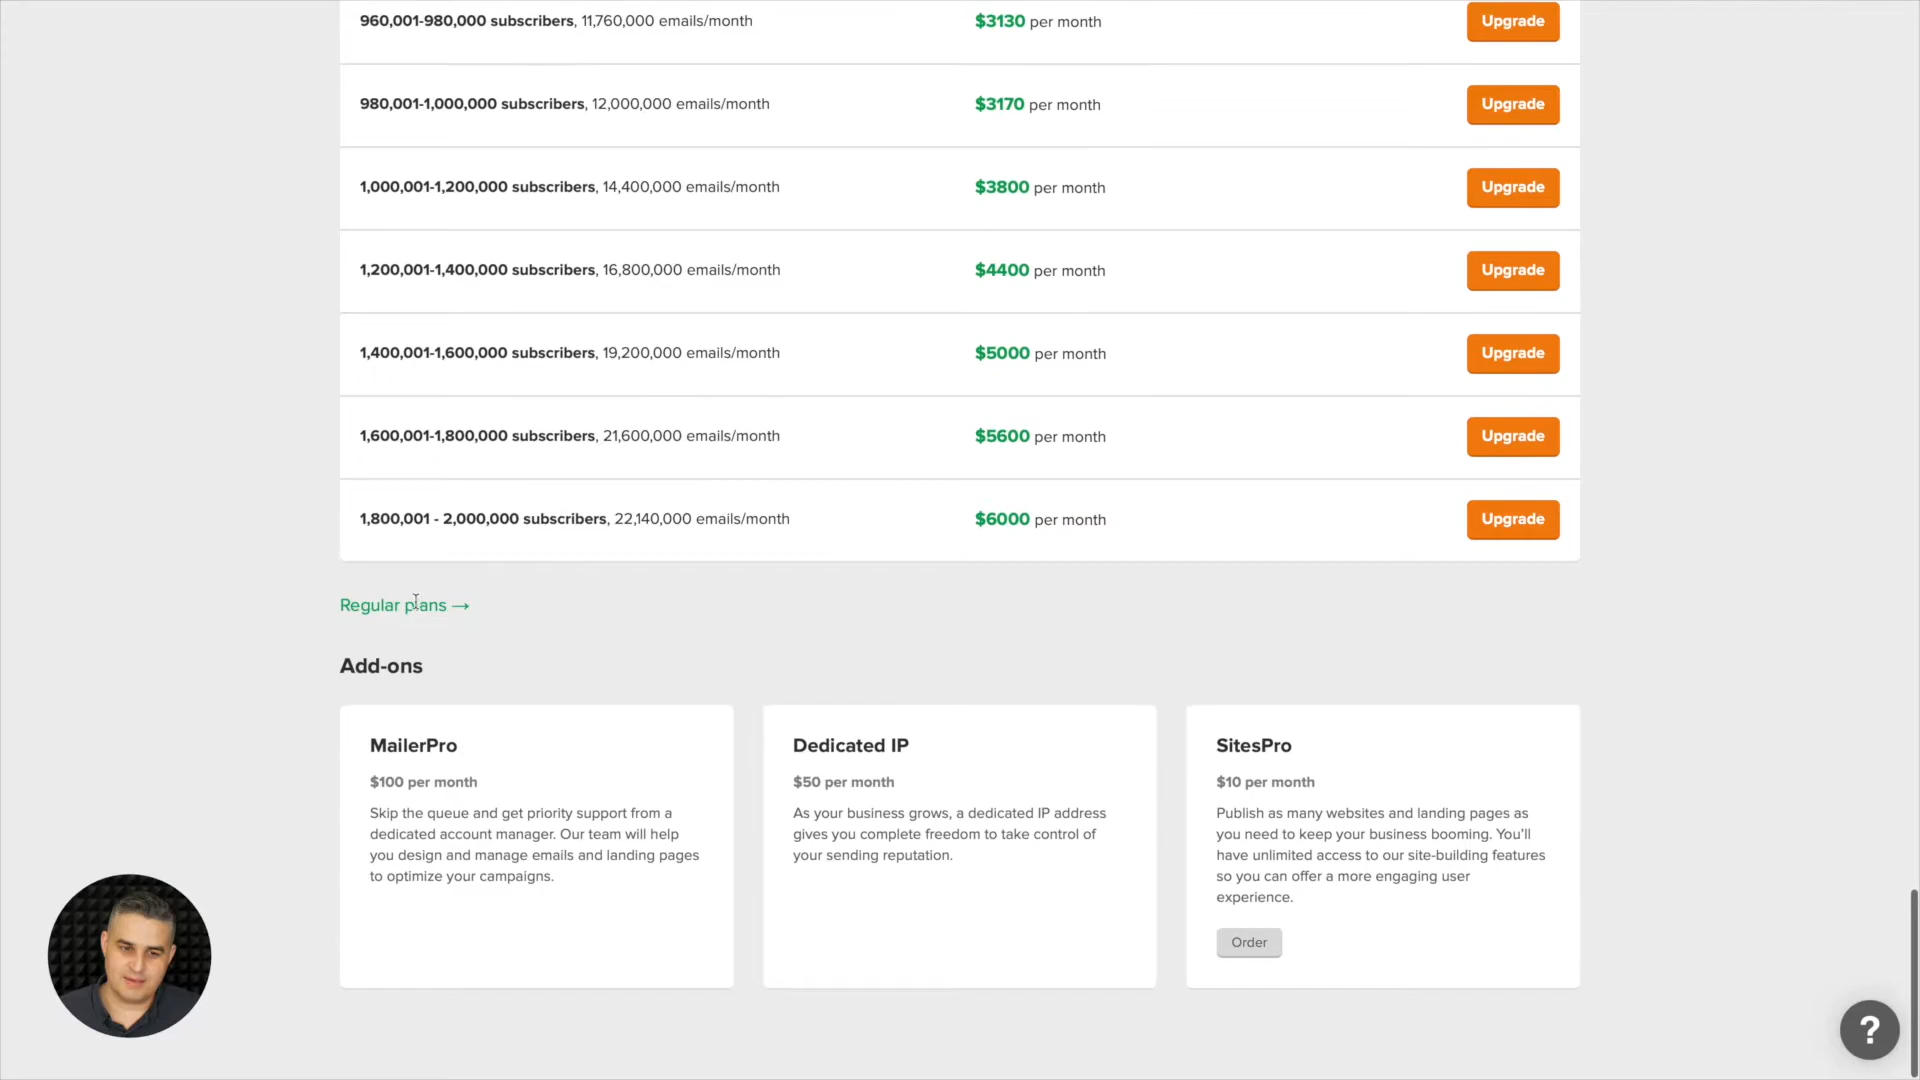 960,001-980,000 subscribers, 11,760,000 emails/month $3130 per month Upgrade
980,001-1,000,000 subscribers, 12,000,000 emails/month $3170 per month Upgrade
1,000,001-1,200,000 subscribers, 14,400,000 emails/month $3800 per month Upgrade
1,200,001-1,400,000 subscribers, 16,800,000 emails/month $4400 per month Upgrade
1,400,001-1,600,000 subscribers, 19,200,000 emails/month $5000 per month Upgrade
1,600,001-1,800,000 subscribers, 21,600,000 emails/month $5600 per month Upgrade
1,800,001 - 2,000,000 subscribers, 22,140,000 emails/month $6000 per month Upgrade
Regular plans →
Add-ons
MailerPro
$100 per month
Skip the queue and get priority support from a
dedicated account manager. Our team will help
you design and manage emails and landing pages
to optimize your campaigns.
Dedicated IP
$50 per month
As your business grows, a dedicated IP address
gives you complete freedom to take control of
your sending reputation.
SitesPro
$10 per month
Publish as many websites and landing pages as
you need to keep your business booming. You'll
have unlimited access to our site-building features
so you can offer a more engaging user
experience.
Order
?